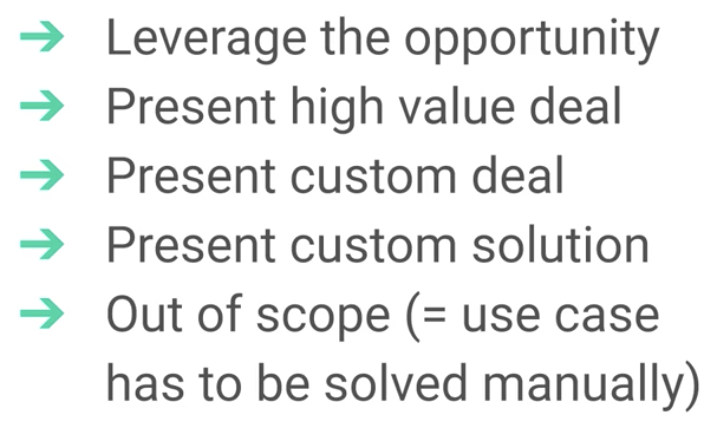 ➔ Leverage the opportunity
➔ Present high value deal
➔ Present custom deal
➔ Present custom solution
➔ Out of scope (= use case
has to be solved manually)